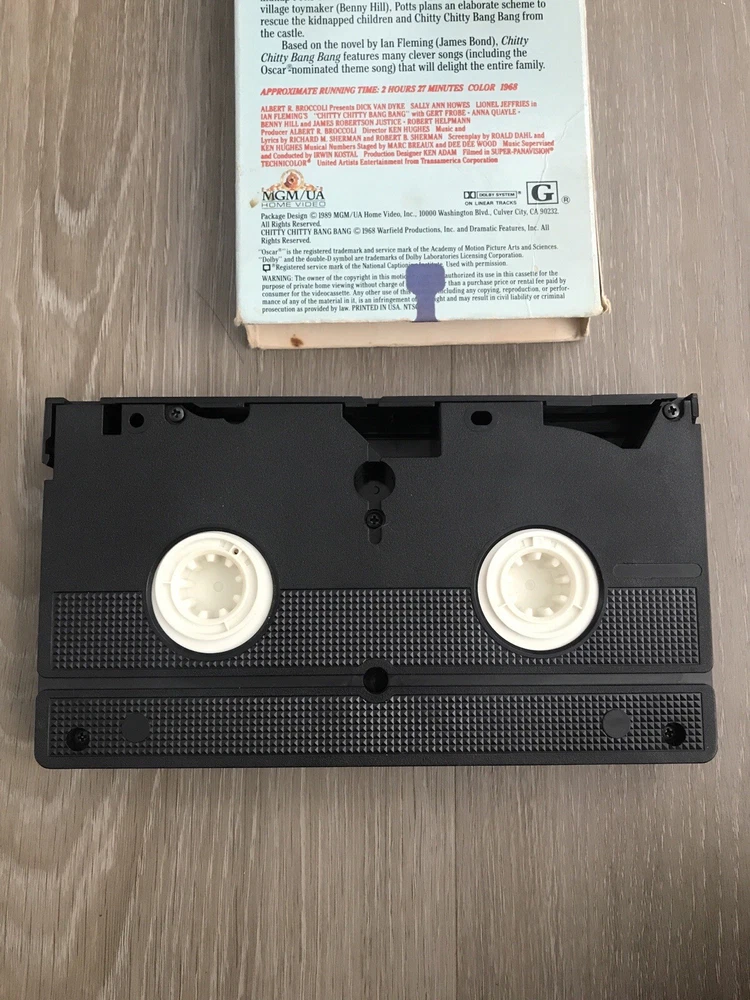 village toymaker (Benny Hill), Potts plans an elaborate scheme to
rescue the kidnapped children and Chitty Chitty Bang Bang from
the castle.
Based on the novel by Ian Fleming (James Bond), Chitty
Chitty Bang Bang features many clever songs (including the
Oscar®-nominated theme song) that will delight the entire family.
APPROXIMATE RUNNING TIME: 2 HOURS 27 MINUTES COLOR 1968
ALBERT R. BROCCOLI Presents DICK VAN DYKE SALLY ANN HOWES LIONEL JEFFRIES in
IAN FLEMING'S "CHITTY CHITTY BANG BANG" with GERT FROBE · ANNA QUAYLE ·
BENNY HILL and JAMES ROBERTSON JUSTICE · ROBERT HELPMANN
Producer ALBERT R. BROCCOLI Director KEN HUGHES Music and
Lyrics by RICHARD M. SHERMAN and ROBERT B. SHERMAN Screenplay by ROALD DAHL and
KEN HUGHES Musical Numbers Staged by MARC BREAUX and DEE DEE WOOD Music Supervised
and Conducted by IRWIN KOSTAL Production Designer KEN ADAM Filmed in SUPER-PANAVISION®
TECHNICOLOR® United Artists Entertainment from Transamerica Corporation
MGM/UA
HOME VIDEO
DOLBY SYSTEM®
ON LINEAR TRACKS
G ®
Package Design © 1989 MGM/UA Home Video, Inc., 10000 Washington Blvd., Culver City, CA 90232.
All Rights Reserved.
CHITTY CHITTY BANG BANG © 1968 Warfield Productions, Inc. and Dramatic Features, Inc. All
Rights Reserved.
"Oscar®" is the registered trademark and service mark of the Academy of Motion Picture Arts and Sciences.
"Dolby" and the double-D symbol are trademarks of Dolby Laboratories Licensing Corporation.
®Registered service mark of the National Captioning Used with permission.
WARNING: The owner of the copyright in this authorized its use in this cassette for the
purpose of private home viewing without charge of than a purchase price or rental fee paid by
consumer for the videocassette. Any other use of including any copying, reproduction, or perfor-
mance of any of the material in it, is an infringement and may result in civil liability or criminal
prosecution as provided by law. PRINTED IN USA.